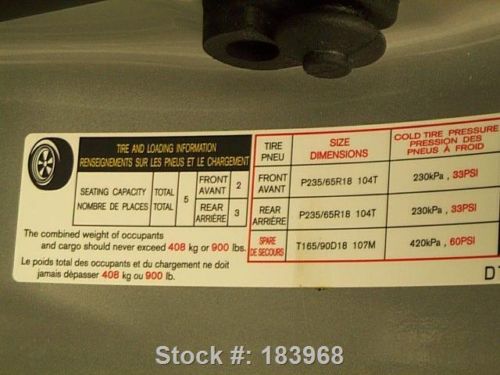 TIRE AND LOADING INFORMATION
RENSEIGNEMENTS SUR LES PNEUS ET LE CHARGEMENT
SEATING CAPACITY
NOMBRE DE PLACES
TOTAL
TOTAL
5
FRONT
AVANT
2
REAR
ARRIÈRE
3
The combined weight of occupants
and cargo should never exceed 408 kg or 900 lbs.
Le poids total des occupants et du chargement ne doit
jamais dépasser 408 kg ou 900 lb.
TIRE
PNEU
SIZE
DIMENSIONS
COLD TIRE PRESSURE
PRESSION DES
PNEUS À FROID
FRONT
AVANT
P235/65R18 104T
230kPa , 33PSI
REAR
ARRIÈRE
P235/65R18 104T
230kPa , 33PSI
SPARE
DE SECOURS
T165/90D18 107M
420kPa , 60PSI
Stock #: 183968